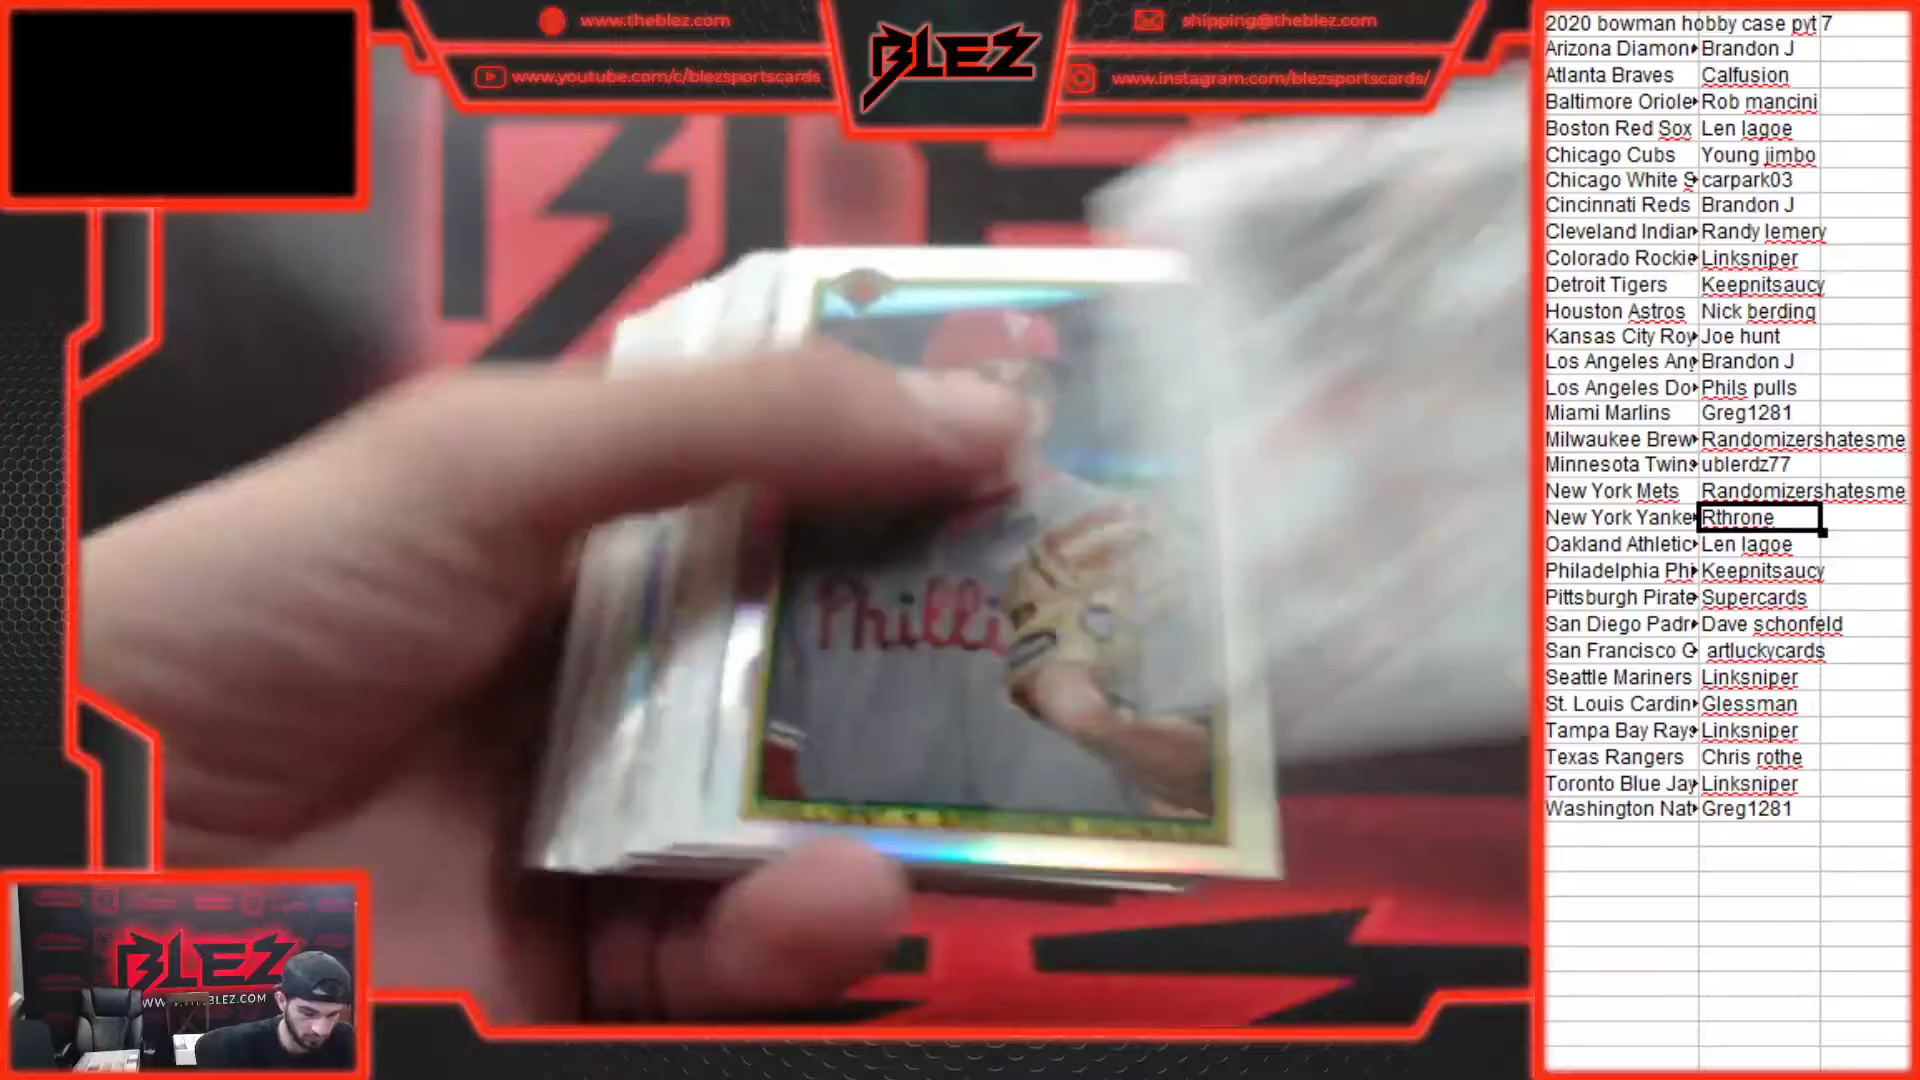 www.theblez.com
BLEZ
shipping@theblez.com
www.youtube.com/c/blezsportscards
www.instagram.com/blezsportscards/
Philli
BLEZ
2020 bowman hobby case pyt 7
Arizona Diamon Brandon J
Atlanta Braves Calfusion
Baltimore Oriole Rob mancini
Boston Red Sox Len lagoe
Chicago Cubs Young jimbo
Chicago White S carpark03
Cincinnati Reds Brandon J
Cleveland Indian Randy lemery
Colorado Rockie Linksniper
Detroit Tigers Keepnitsaucy
Houston Astros Nick berding
Kansas City Roy Joe hunt
Los Angeles Ang Brandon J
Los Angeles Do Phils pulls
Miami Marlins Greg1281
Milwaukee Brew Randomizershatesme
Minnesota Twins ublerdz77
New York Mets Randomizershatesme
New York Yanke Rthrone
Oakland Athletic Len lagoe
Philadelphia Phi Keepnitsaucy
Pittsburgh Pirate Supercards
San Diego Padr Dave schonfeld
San Francisco G artluckycards
Seattle Mariners Linksniper
St. Louis Cardin Glessman
Tampa Bay Rays Linksniper
Texas Rangers Chris rothe
Toronto Blue Jay Linksniper
Washington Nat Greg1281